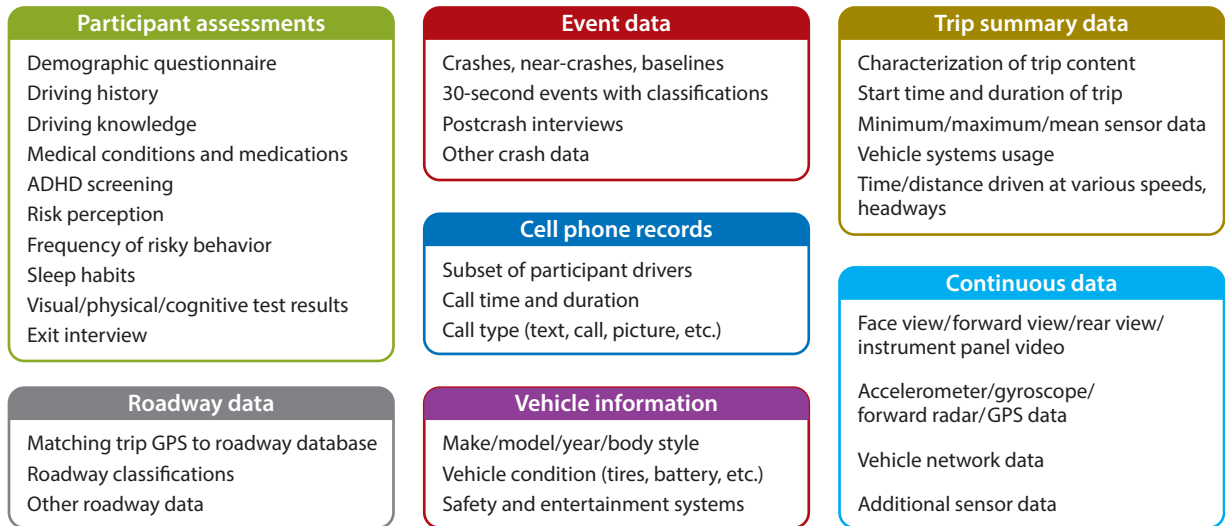 Participant assessments
Demographic questionnaire
Driving history
Driving knowledge
Medical conditions and medications
ADHD screening
Risk perception
Frequency of risky behavior
Sleep habits
Visual/physical/cognitive test results
Exit interview
Roadway data
Matching trip GPS to roadway database
Roadway classifications
Other roadway data
Event data
Crashes, near-crashes, baselines
30-second events with classifications
Postcrash interviews
Other crash data
Cell phone records
Subset of participant drivers
Call time and duration
Call type (text, call, picture, etc.)
Vehicle information
Make/model/year/body style
Vehicle condition (tires, battery, etc.)
Safety and entertainment systems
Trip summary data
Characterization of trip content
Start time and duration of trip
Minimum/maximum/mean sensor data
Vehicle systems usage
Time/distance driven at various speeds,
headways
Continuous data
Face view/forward view/rear view/
instrument panel video
Accelerometer/gyroscope/
forward radar/GPS data
Vehicle network data
Additional sensor data